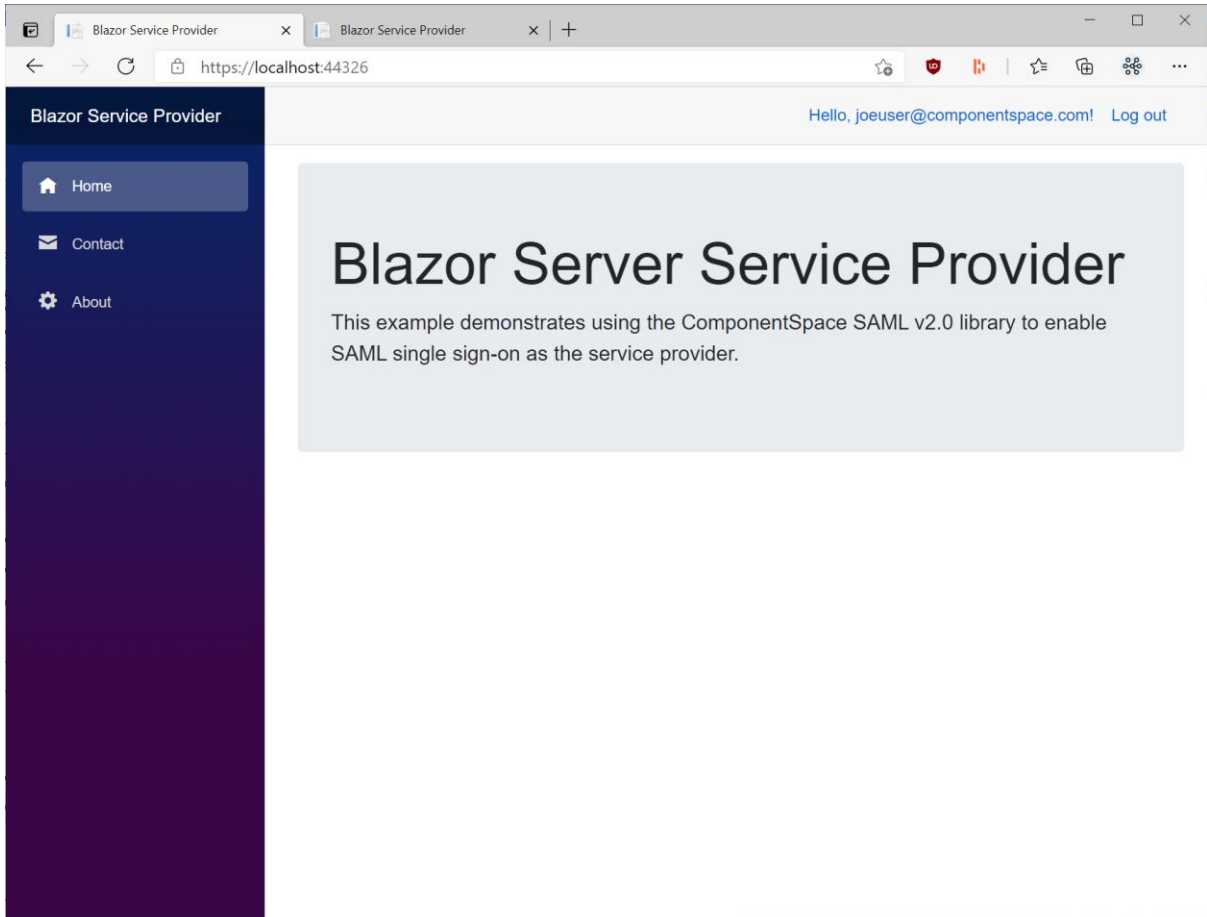 Blazor Service Provider
Blazor Service Provider
https://localhost:44326
Blazor Service Provider
Hello, joeuser@componentspace.com! Log out
Home
Contact
About
Blazor Server Service Provider
This example demonstrates using the ComponentSpace SAML v2.0 library to enable
SAML single sign-on as the service provider.